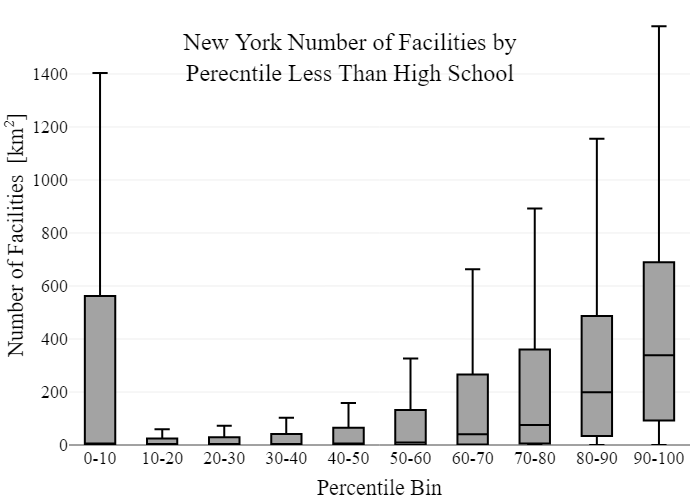 New York Number of Facilities by
Perecntile Less Than High School
Number of Facilities [km²]
1400
1200
1000
800
600
400
200
0
0-10 10-20 20-30 30-40 40-50 50-60 60-70 70-80 80-90 90-100
Percentile Bin